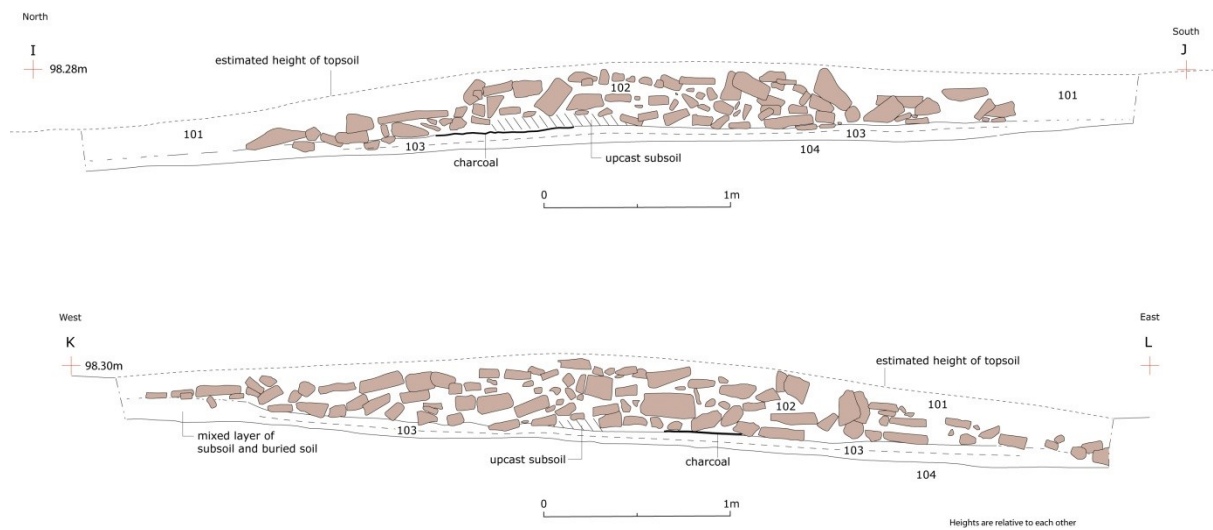 North
South
I
J
98.28m
estimated height of topsoil
102
101
101
103
103
104
charcoal
upcast subsoil
0
1m
West
East
K
L
98.30m
estimated height of topsoil
102
101
103
mixed layer of
subsoil and buried soil
103
upcast subsoil
charcoal
104
0
1m
Heights are relative to each other